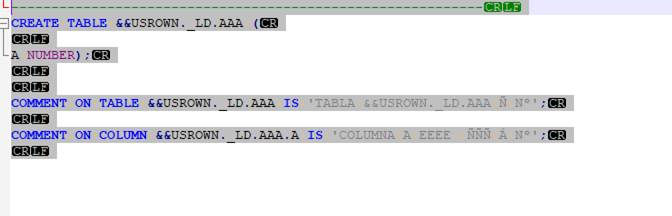 --------------------------------------------------------------CRLF
CREATE TABLE &&USROWN._LD.AAA (CR
CRLF
A NUMBER);CR
CRLF
CRLF
COMMENT ON TABLE &&USROWN._LD.AAA IS 'TABLA &&USROWN._LD.AAA Ñ Nº';CR
CRLF
COMMENT ON COLUMN &&USROWN._LD.AAA.A IS 'COLUMNA A EEEE  ÑÑÑ Á Nº';CR
CRLF